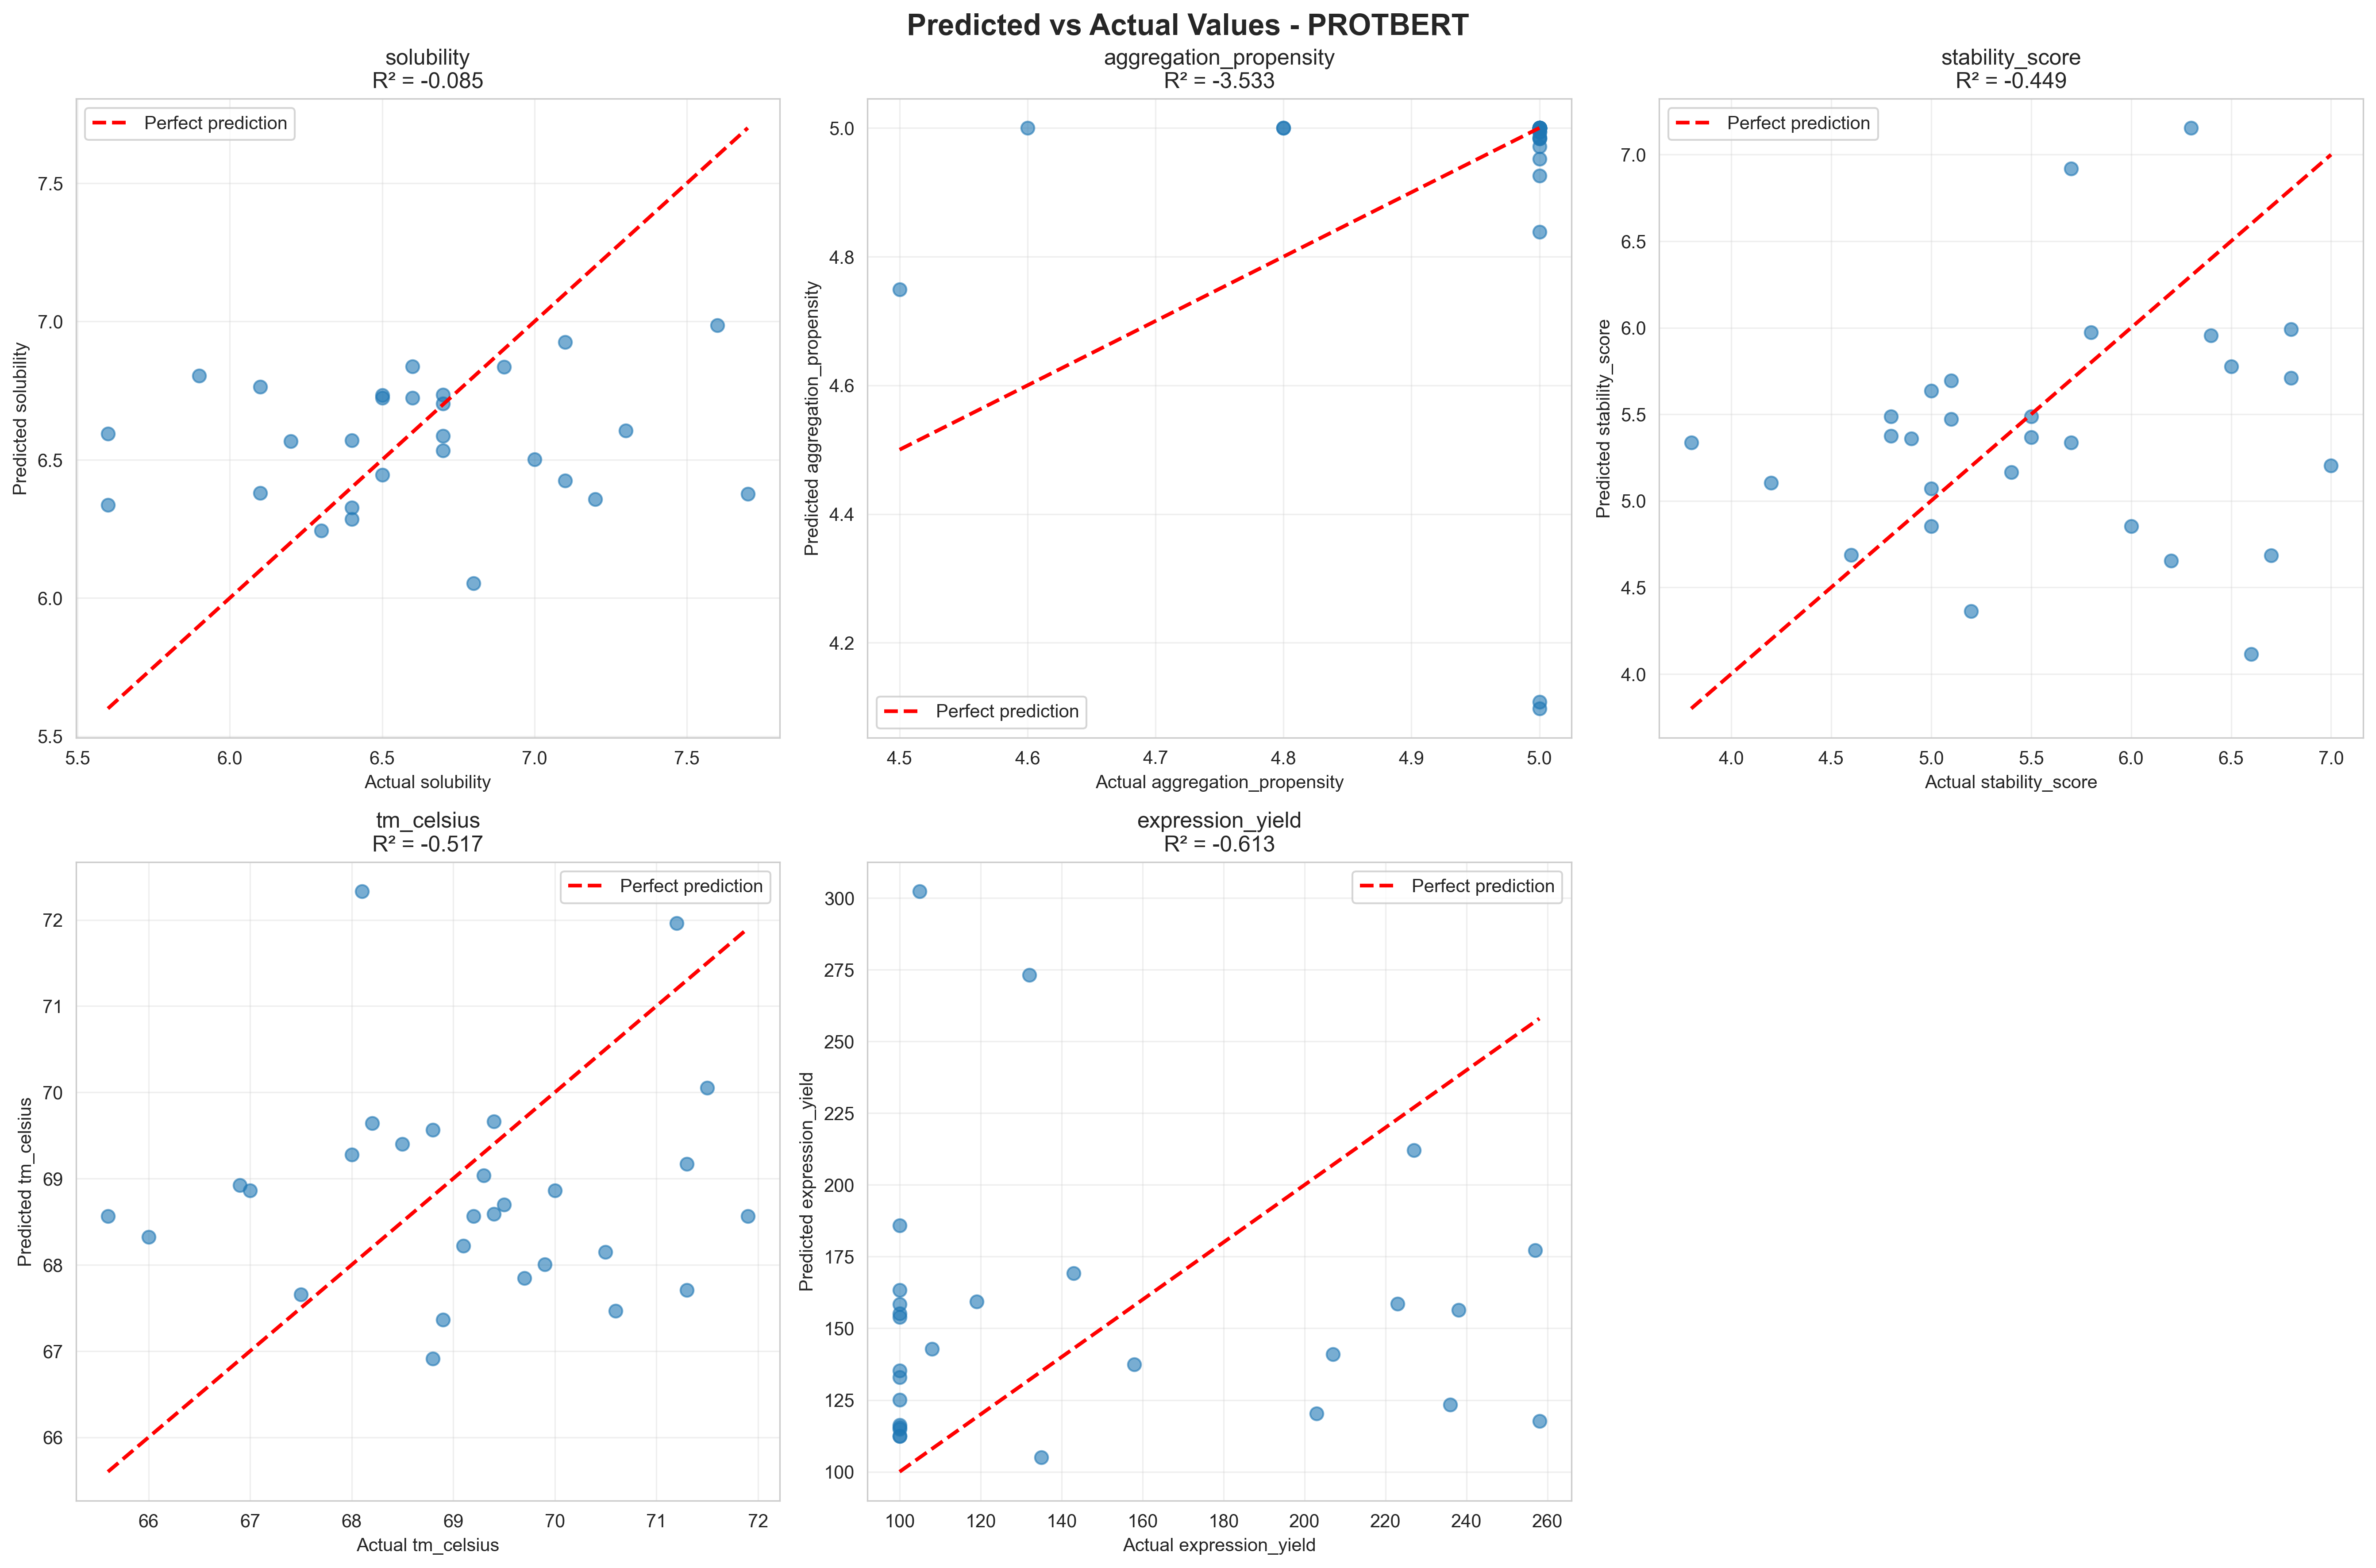 Predicted vs Actual Values - PROTBERT
solubility
R² = -0.085
Perfect prediction
7.5
7.0
6.5
6.0
5.5
Predicted solubility
5.5 6.0 6.5 7.0 7.5
Actual solubility
aggregation_propensity
R² = -3.533
5.0
4.8
4.6
4.4
4.2
Predicted aggregation_propensity
Perfect prediction
4.5 4.6 4.7 4.8 4.9 5.0
Actual aggregation_propensity
stability_score
R² = -0.449
Perfect prediction
7.0
6.5
6.0
5.5
5.0
4.5
4.0
Predicted stability_score
4.0 4.5 5.0 5.5 6.0 6.5 7.0
Actual stability_score
tm_celsius
R² = -0.517
Perfect prediction
72
71
70
69
68
67
66
Predicted tm_celsius
66 67 68 69 70 71 72
Actual tm_celsius
expression_yield
R² = -0.613
Perfect prediction
300
275
250
225
200
175
150
125
100
Predicted expression_yield
100 120 140 160 180 200 220 240 260
Actual expression_yield